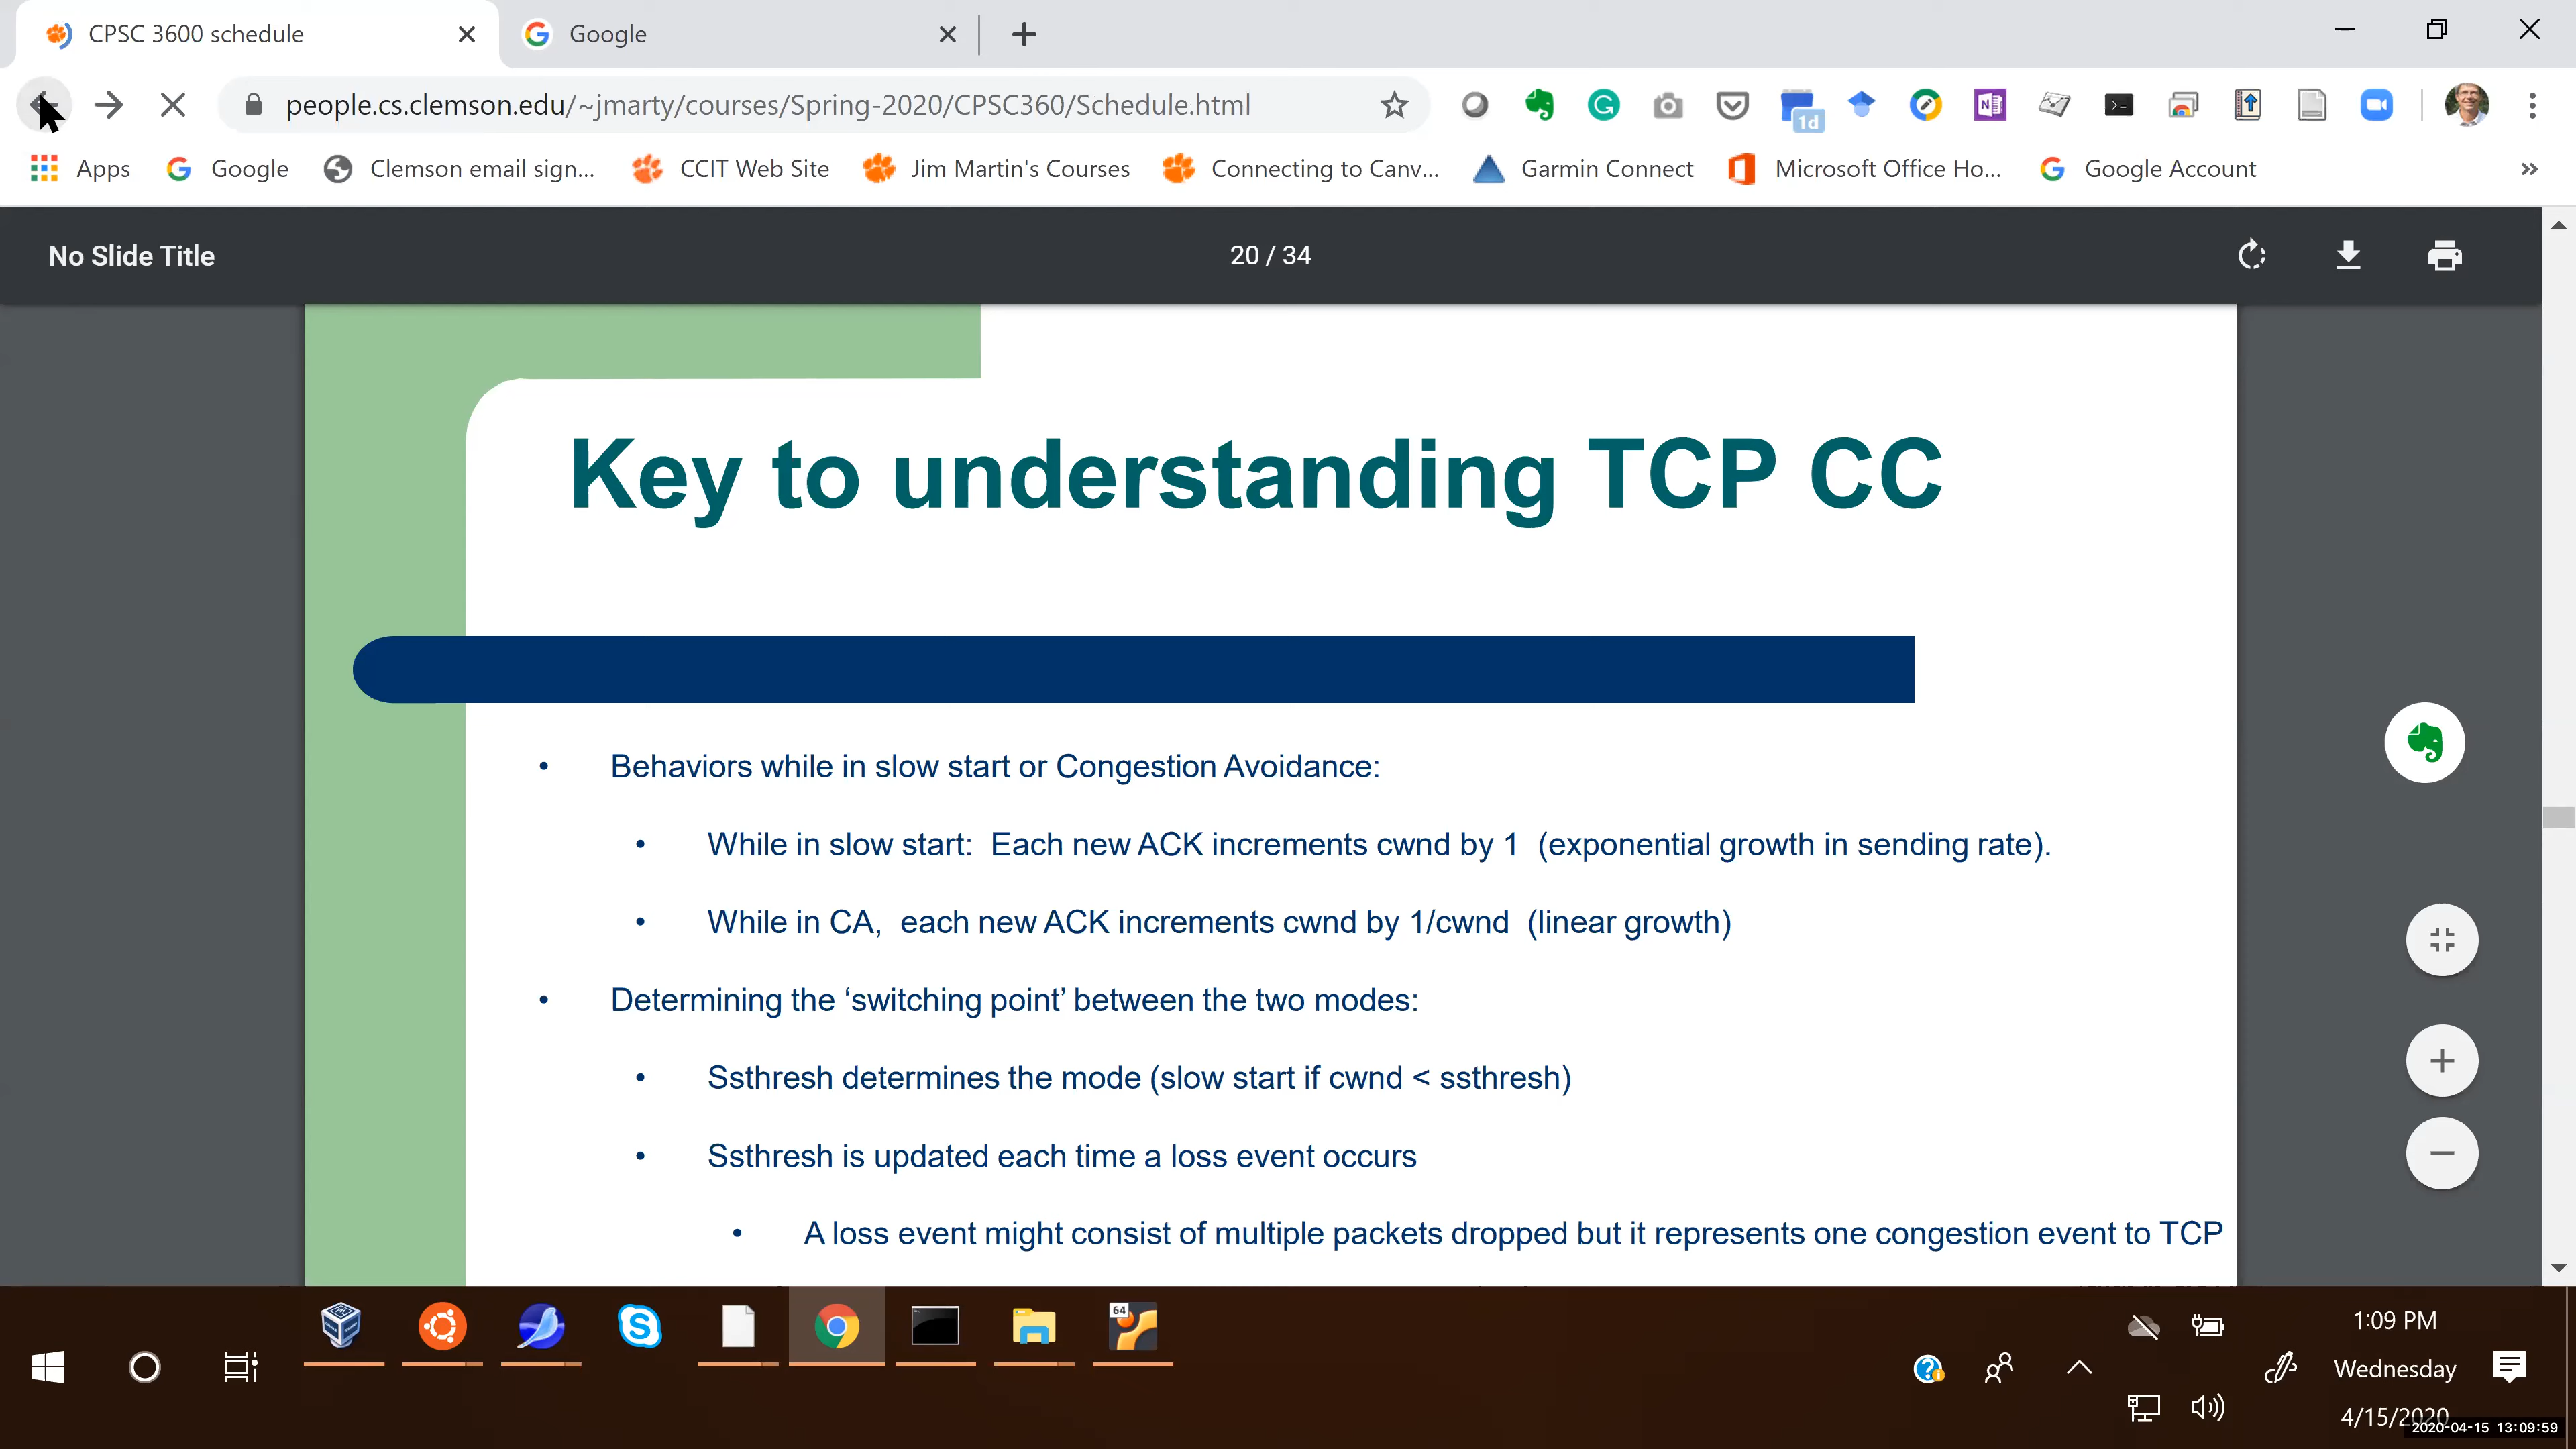 CPSC 3600 schedule
Google
people.cs.clemson.edu/~jmarty/courses/Spring-2020/CPSC360/Schedule.html
1d
Apps
Google
Clemson email sign...
CCIT Web Site
Jim Martin's Courses
Connecting to Canv...
Garmin Connect
Microsoft Office Ho...
Google Account
No Slide Title
20 / 34
Key to understanding TCP CC
• Behaviors while in slow start or Congestion Avoidance:
• While in slow start: Each new ACK increments cwnd by 1 (exponential growth in sending rate).
• While in CA, each new ACK increments cwnd by 1/cwnd (linear growth)
• Determining the ‘switching point’ between the two modes:
• Ssthresh determines the mode (slow start if cwnd < ssthresh)
• Ssthresh is updated each time a loss event occurs
• A loss event might consist of multiple packets dropped but it represents one congestion event to TCP
64
1:09 PM
Wednesday
4/15/2020
2020-04-15 13:09:59